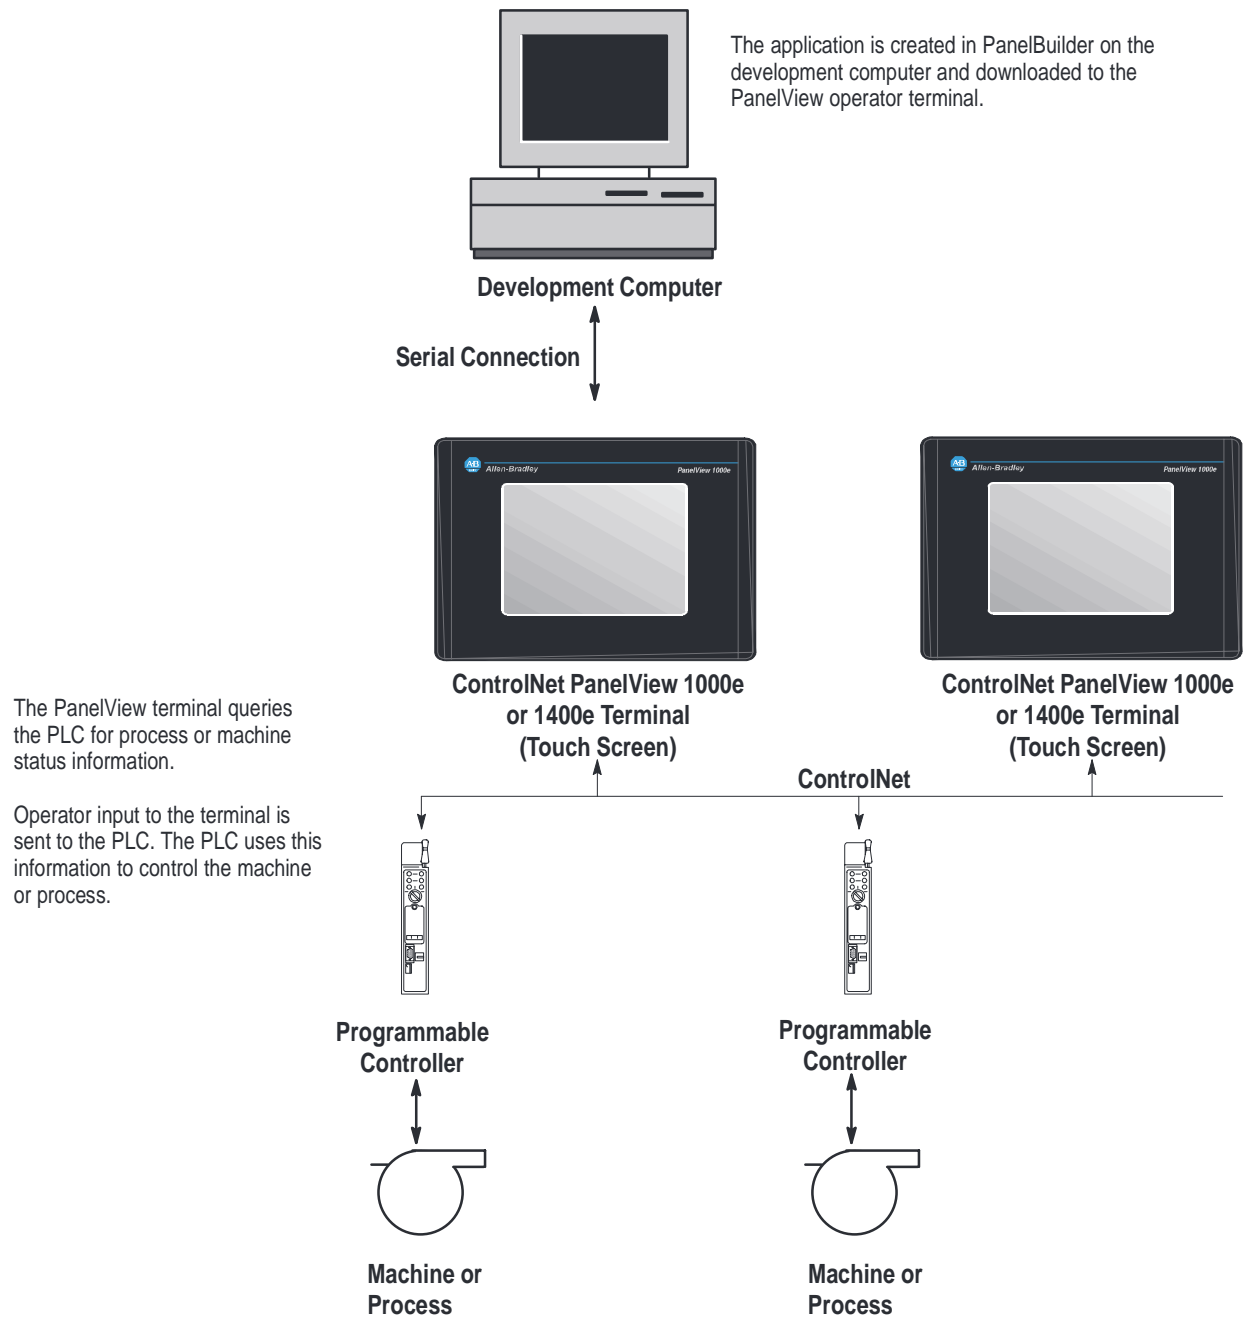 The application is created in PanelBuilder on the
development computer and downloaded to the
PanelView operator terminal.
Development Computer
Serial Connection
A·B
Allen-Bradley
PanelView 1000e
A·B
Allen-Bradley
PanelView 1000e
ControlNet PanelView 1000e
or 1400e Terminal
(Touch Screen)
ControlNet PanelView 1000e
or 1400e Terminal
(Touch Screen)
The PanelView terminal queries
the PLC for process or machine
status information.
Operator input to the terminal is
sent to the PLC. The PLC uses this
information to control the machine
or process.
ControlNet
Programmable
Controller
Programmable
Controller
Machine or
Process
Machine or
Process